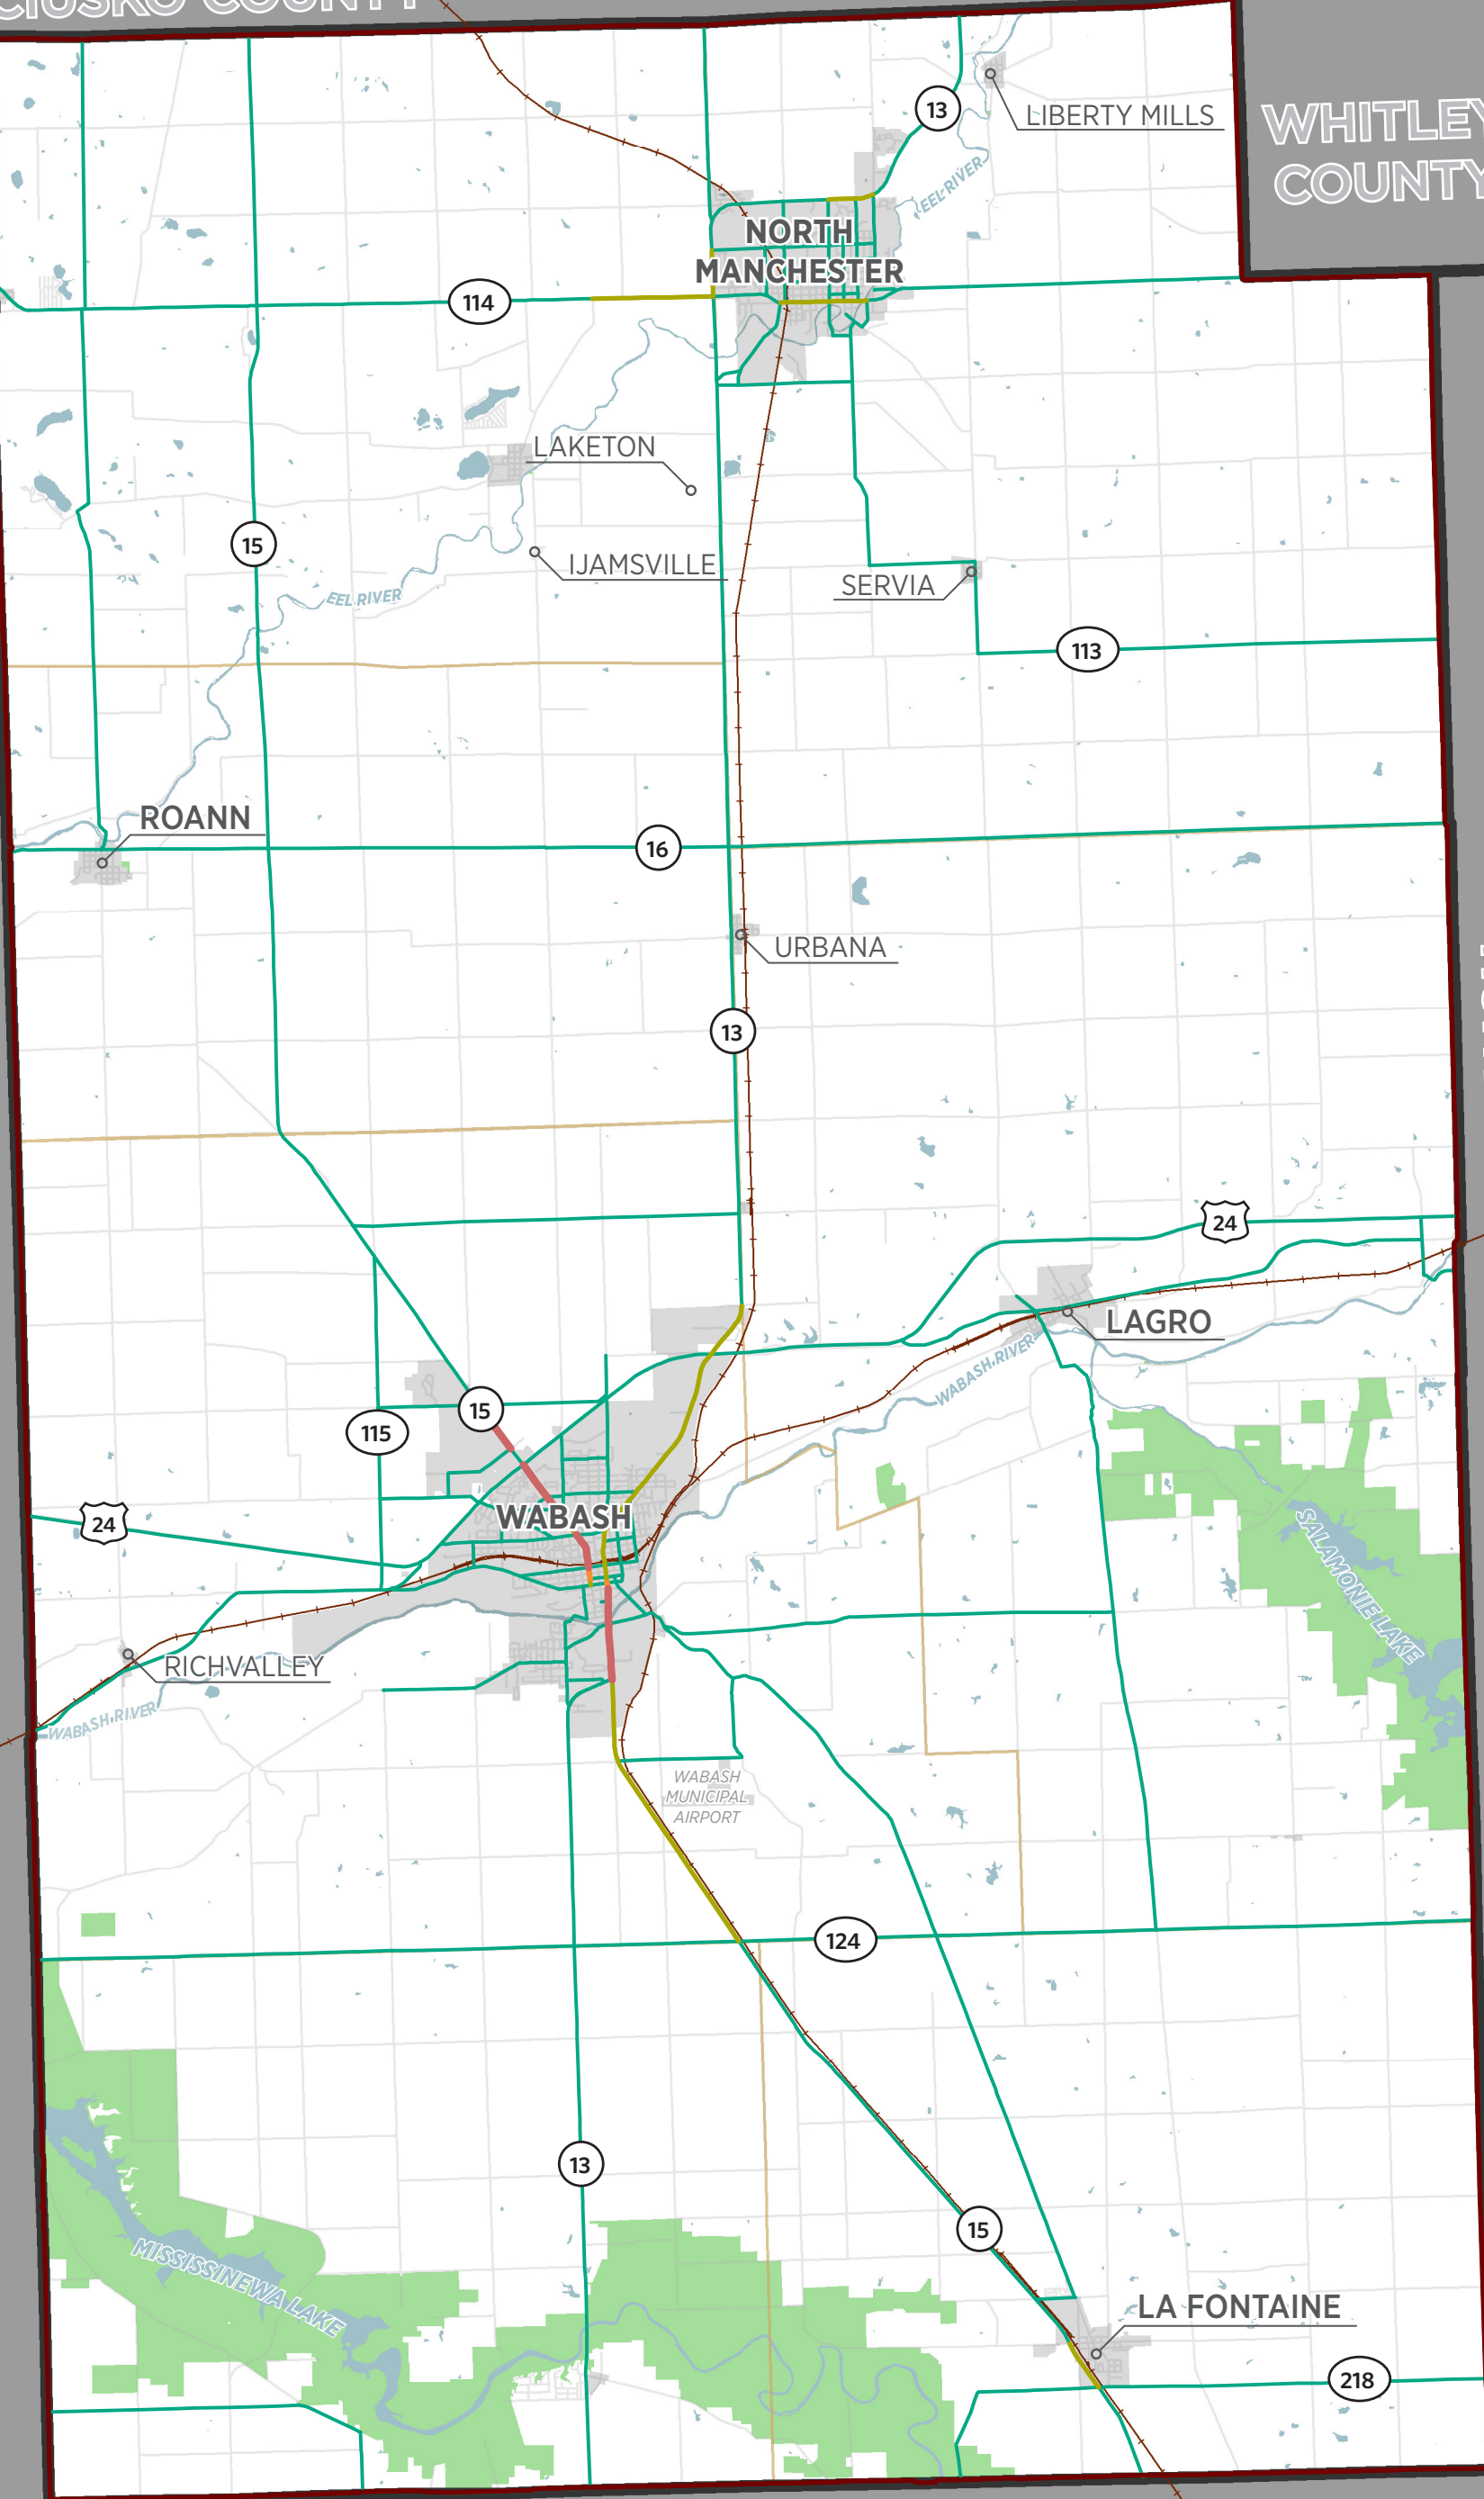 13
LIBERTY MILLS
WHITLEY
COUNTY
EEL RIVER
NORTH
MANCHESTER
114
LAKETON
15
IJAMSVILLE
SERVIA
EEL RIVER
113
ROANN
16
URBANA
13
24
LAGRO
WABASH RIVER
15
115
WABASH
24
SALAMONIE LAKE
RICHVALLEY
WABASH RIVER
WABASH
MUNICIPAL
AIRPORT
124
13
15
MISSISSINEWA LAKE
LA FONTAINE
218